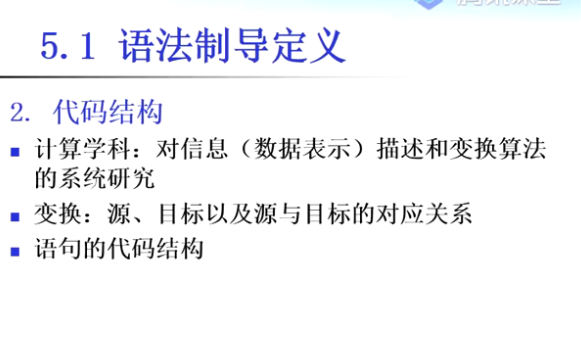 5.1 语法制导定义
2. 代码结构
计算学科：对信息（数据表示）描述和变换算法
的系统研究
变换：源、目标以及源与目标的对应关系
语句的代码结构